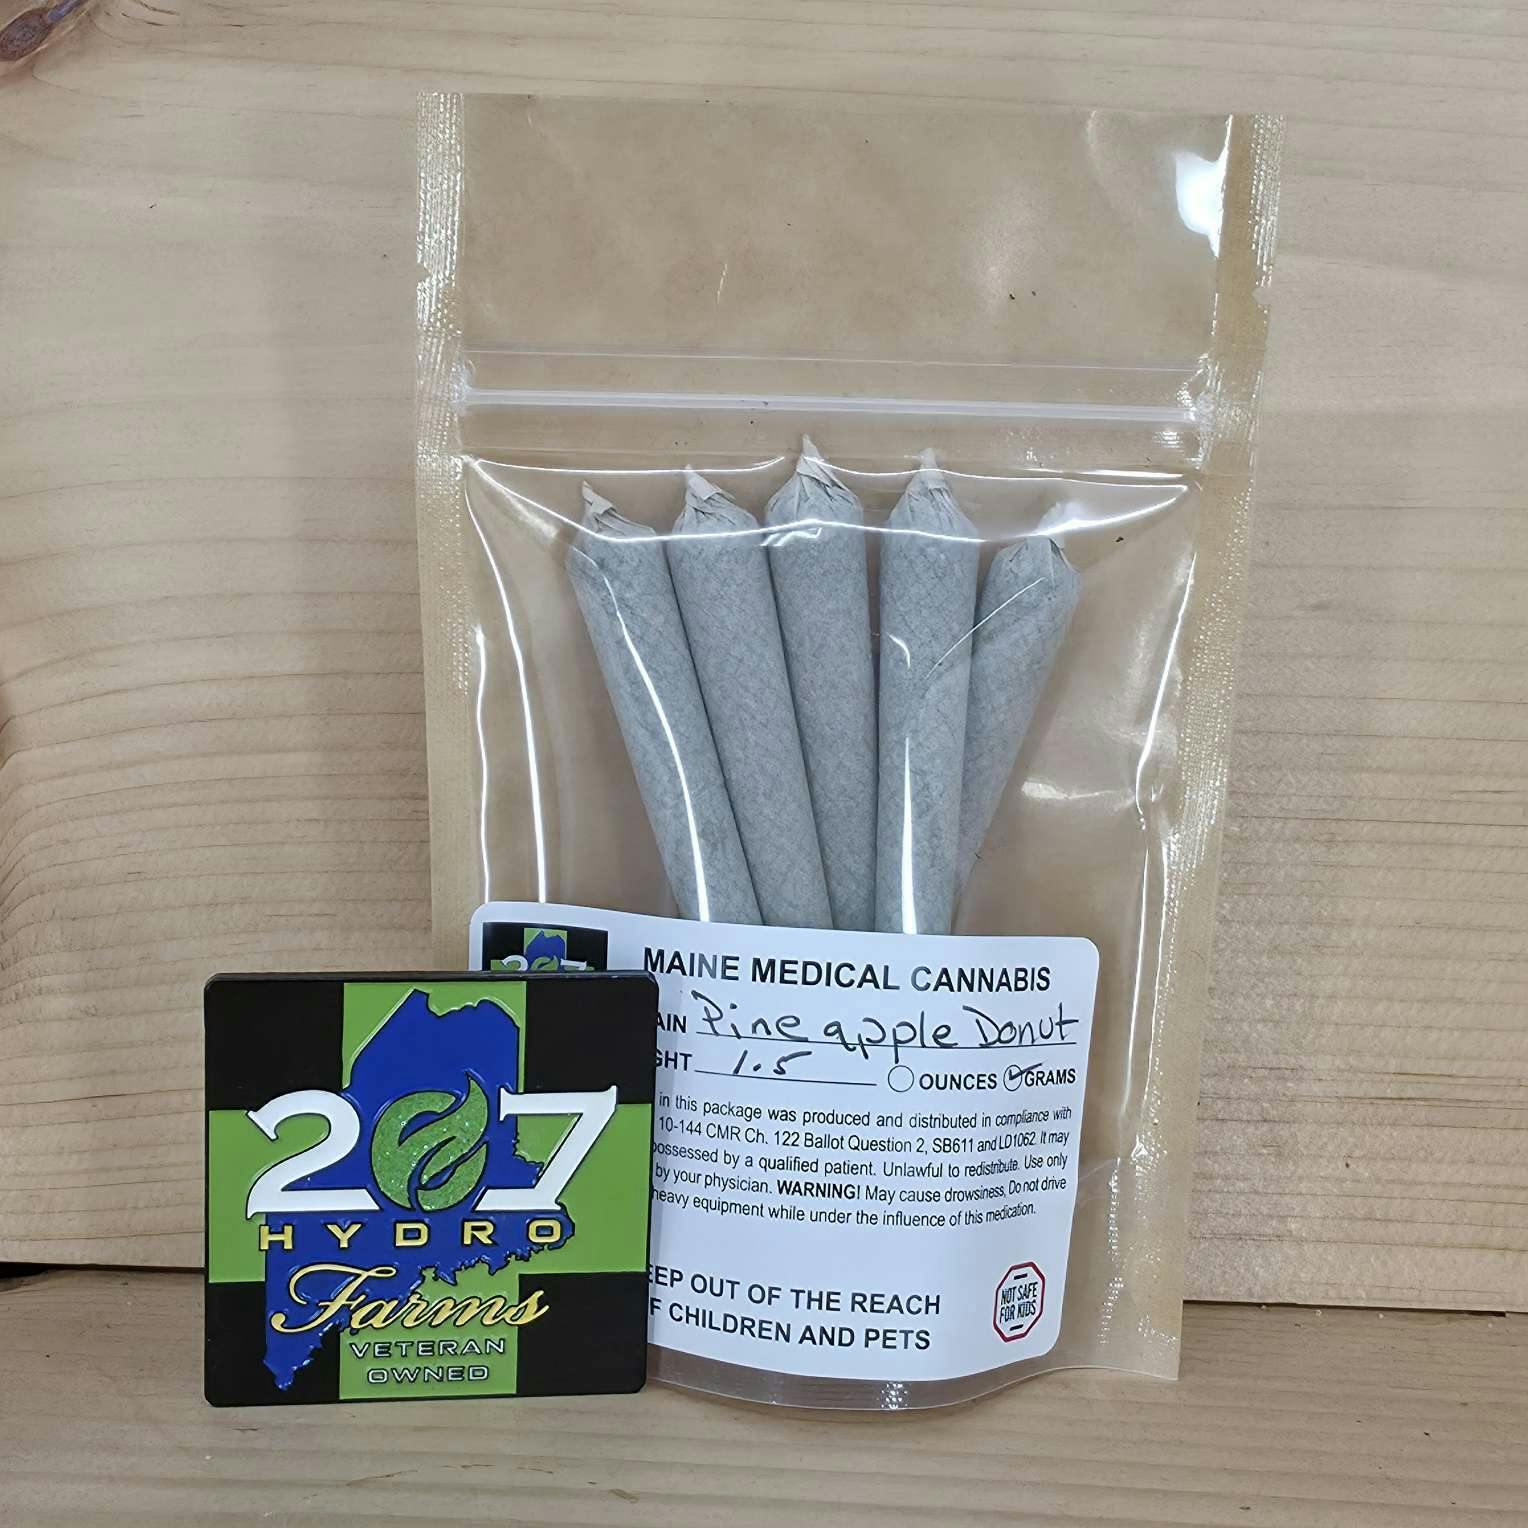 207
MAINE MEDICAL CANNABIS
AIN Pineapple Donut
GHT 1.5 OUNCES GRAMS
in this package was produced and distributed in compliance with
10-144 CMR Ch. 122 Ballot Question 2, SB611 and LD1062. It may
possessed by a qualified patient. Unlawful to redistribute. Use only
by your physician. WARNING! May cause drowsiness, Do not drive
heavy equipment while under the influence of this medication.
EEP OUT OF THE REACH
F CHILDREN AND PETS
NOT SAFE
FOR KIDS
207
HYDRO
Farms
VETERAN
OWNED